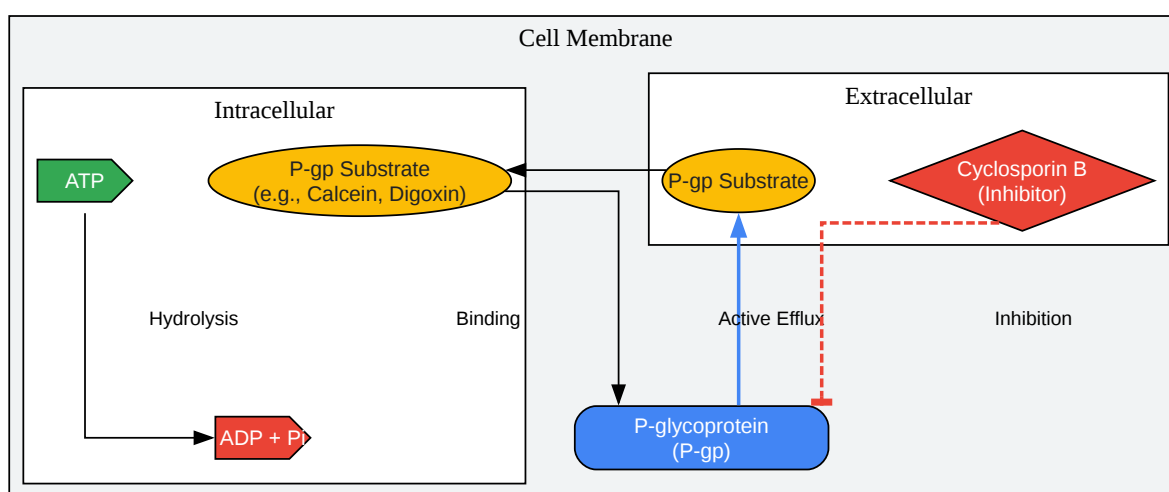 Cell Membrane
Intracellular
Extracellular
ATP
P-gp Substrate
(e.g., Calcein, Digoxin)
P-gp Substrate
Cyclosporin B
(Inhibitor)
Hydrolysis
Binding
Active Efflux
Inhibition
ADP + Pi
P-glycoprotein
(P-gp)